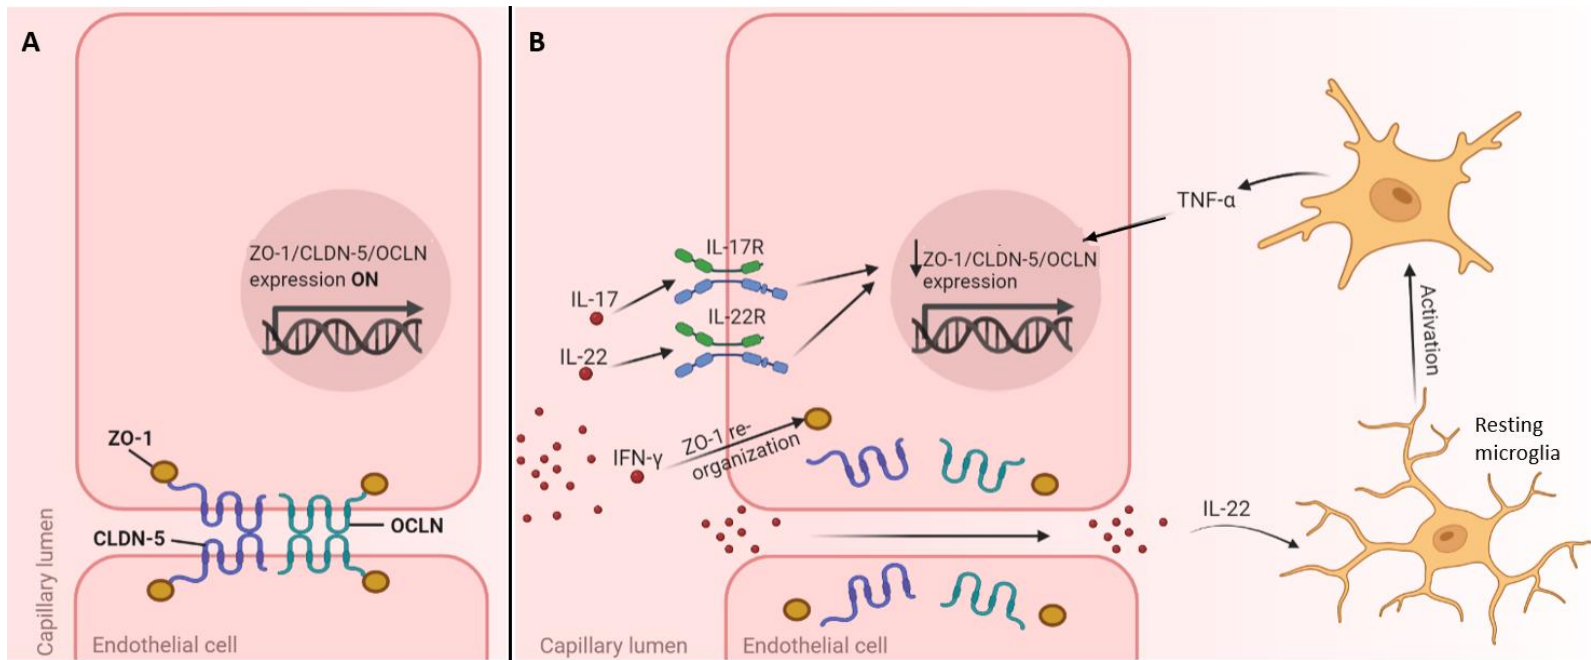 A
ZO-1/CLDN-5/OCLN
expression ON
ZO-1
CLDN-5
OCLN
Capillary lumen
Endothelial cell
B
IL-17R
IL-17
IL-22R
IL-22
IFN-γ
ZO-1 re-
organization
↓ZO-1/CLDN-5/OCLN
expression
TNF-α
Activation
Resting
microglia
IL-22
Capillary lumen
Endothelial cell